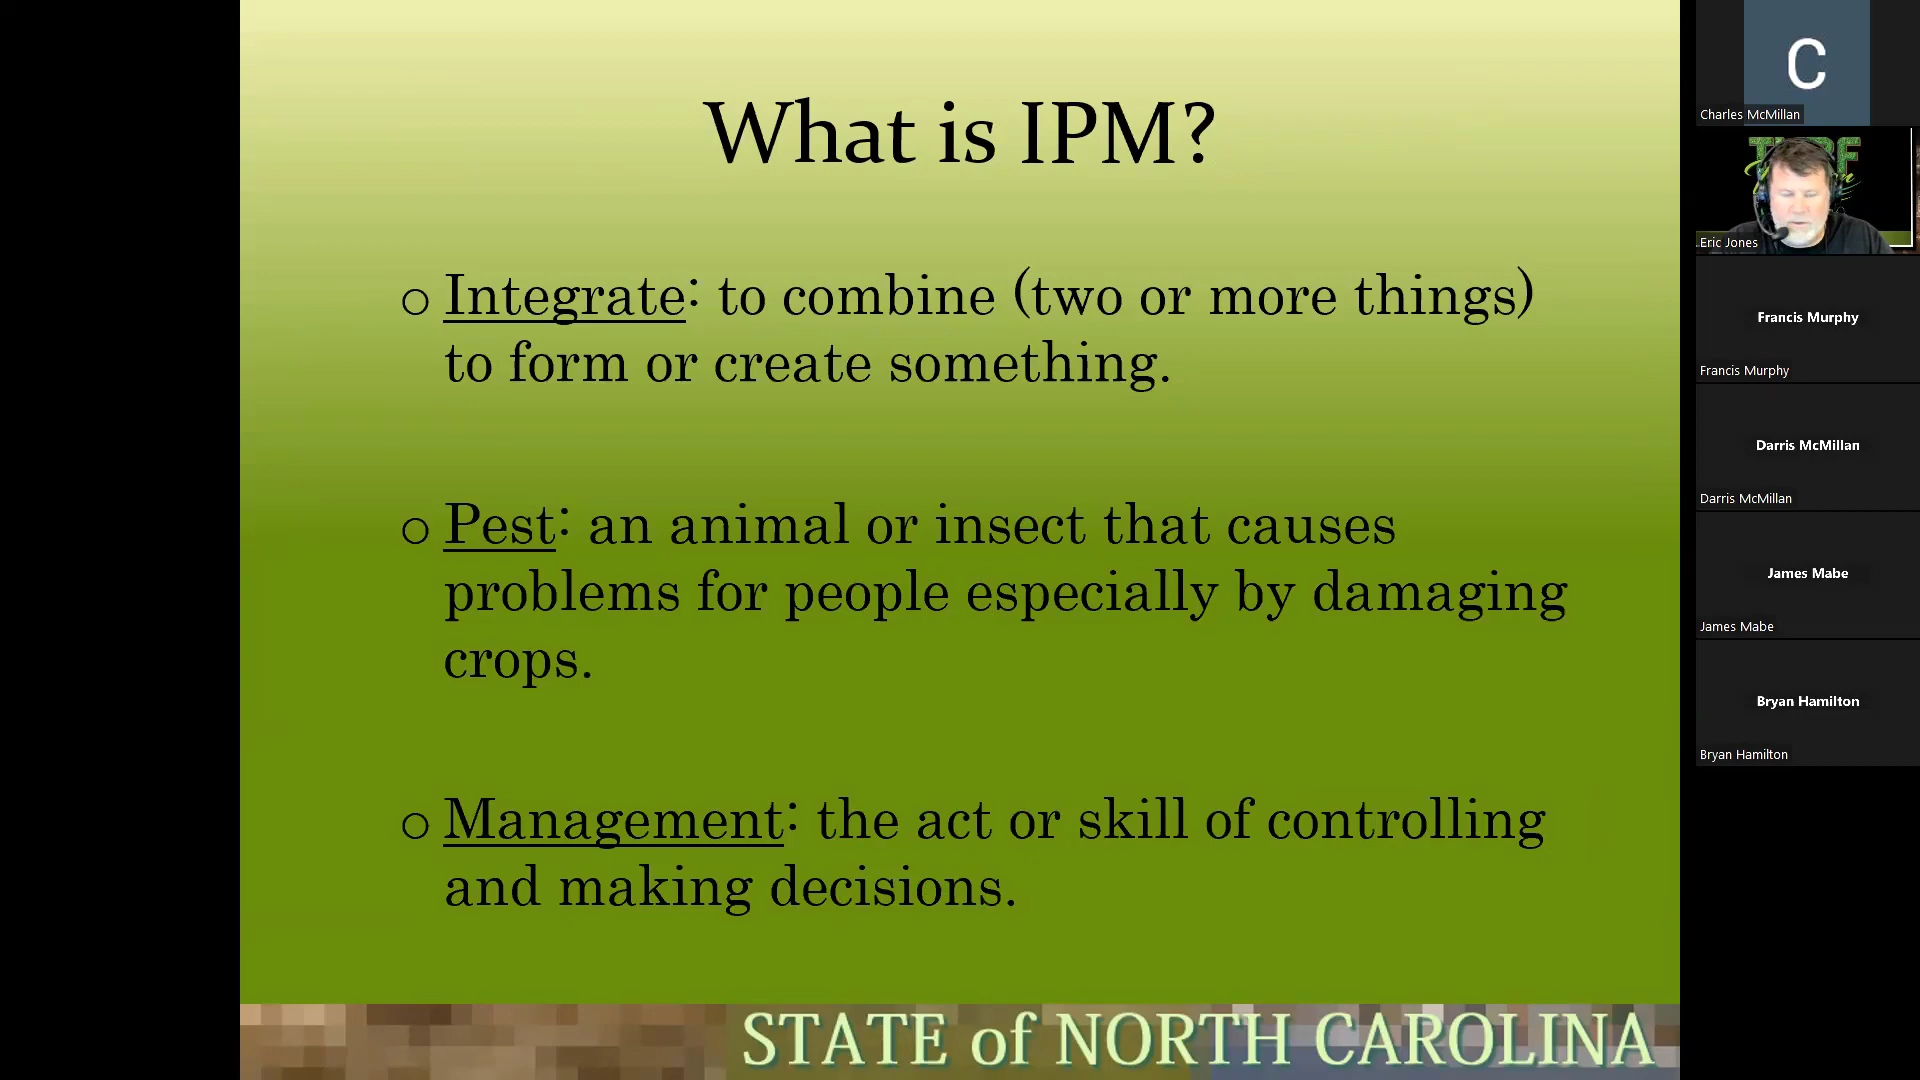 What is IPM?
o Integrate: to combine (two or more things)
to form or create something.
o Pest: an animal or insect that causes
problems for people especially by damaging
crops.
o Management: the act or skill of controlling
and making decisions.
STATE of NORTH CAROLINA
C
Charles McMillan
Eric Jones
Francis Murphy
Francis Murphy
Darris McMillan
Darris McMillan
James Mabe
James Mabe
Bryan Hamilton
Bryan Hamilton